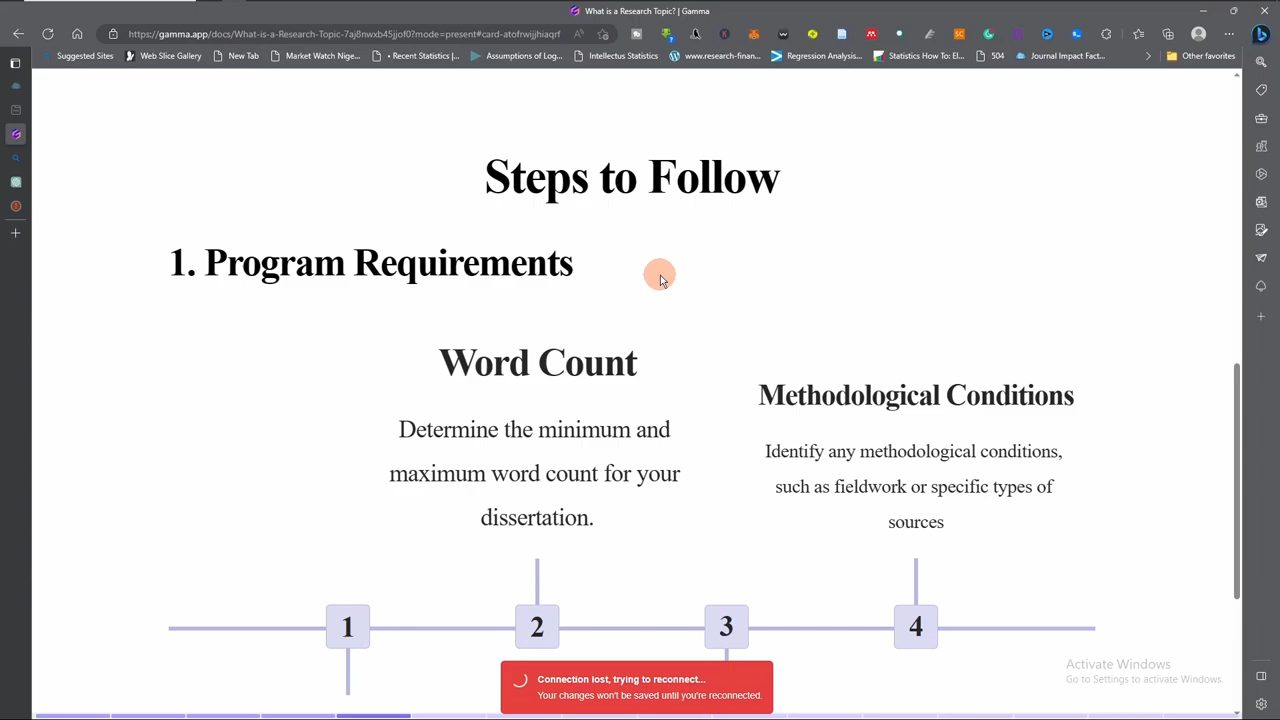 What is a Research Topic? | Gamma
https://gamma.app/docs/What-is-a-Research-Topic-7aj8nwxb45jjof0?mode=present#card-atofrwijjhiaqrf
Suggested Sites
Web Slice Gallery
New Tab
Market Watch Nige...
• Recent Statistics |...
Assumptions of Log...
Intellectus Statistics
www.research-finan...
Regression Analysis...
Statistics How To: El...
504
Journal Impact Fact...
Other favorites
Steps to Follow
1. Program Requirements
Word Count
Determine the minimum and
maximum word count for your
dissertation.
Methodological Conditions
Identify any methodological conditions,
such as fieldwork or specific types of
sources
1
2
3
4
Connection lost, trying to reconnect...
Your changes won't be saved until you're reconnected.
Activate Windows
Go to Settings to activate Windows.